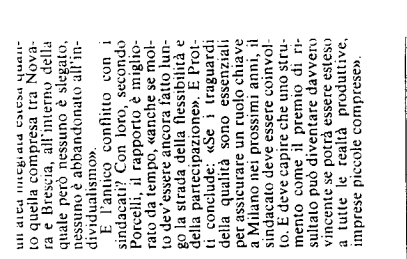 un'area integrata estesa quan-
to quella compresa tra Nova-
ra e Brescia, all'interno della
quale però nessuno è slegato,
nessuno è abbandonato all'in-
dividualismo».
E l'antico conflitto con i
sindacati? Con loro, secondo
Porcelli, il rapporto è miglio-
rato da tempo, «anche se mol-
to dev'essere ancora fatto lun-
go la strada della flessibilità e
della partecipazione». E Prot-
ti conclude: «Se i traguardi
della qualità sono essenziali
per assicurare un ruolo chiave
a Milano nei prossimi anni, il
sindacato deve essere coinvol-
to. E deve capire che uno stru-
mento come il premio di ri-
sultato può diventare davvero
vincente se potrà essere esteso
a tutte le realtà produttive,
imprese piccole comprese».